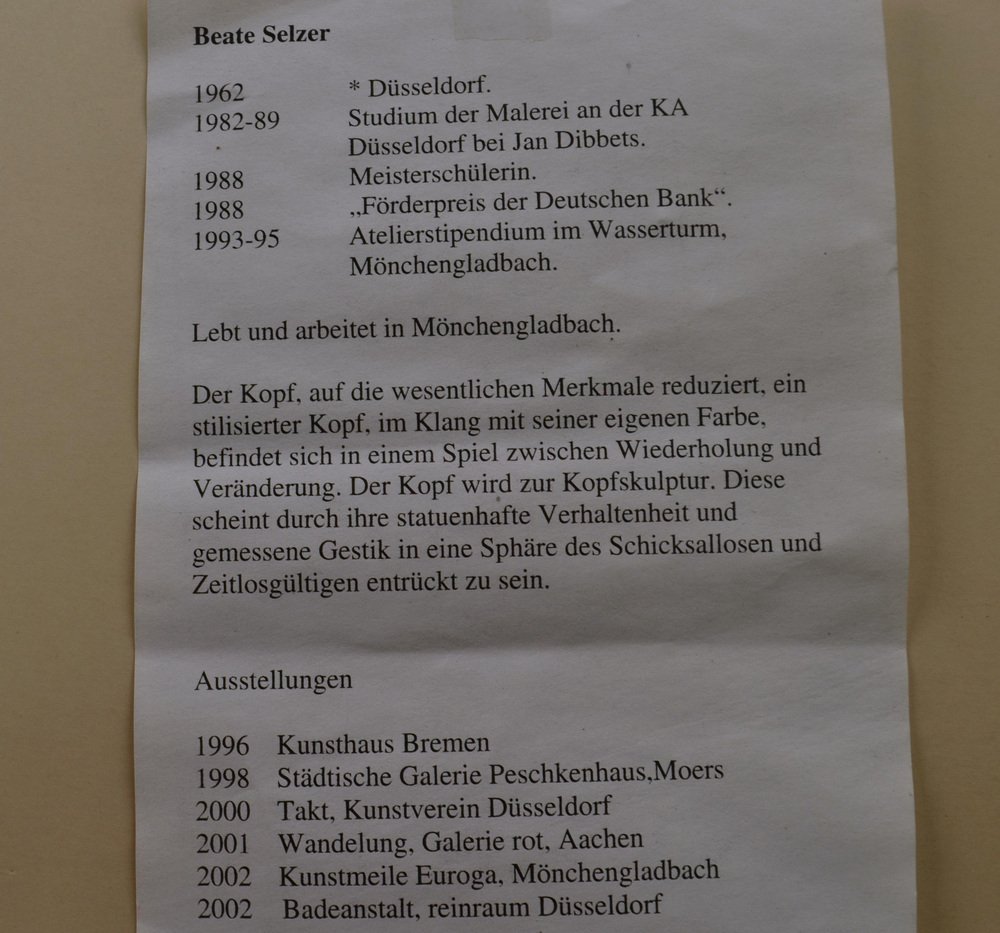 Beate Selzer
1962 * Düsseldorf.
1982-89 Studium der Malerei an der KA
Düsseldorf bei Jan Dibbets.
1988 Meisterschülerin.
1988 „Förderpreis der Deutschen Bank“.
1993-95 Atelierstipendium im Wasserturm,
Mönchengladbach.
Lebt und arbeitet in Mönchengladbach.
Der Kopf, auf die wesentlichen Merkmale reduziert, ein
stilisierter Kopf, im Klang mit seiner eigenen Farbe,
befindet sich in einem Spiel zwischen Wiederholung und
Veränderung. Der Kopf wird zur Kopfskulptur. Diese
scheint durch ihre statuenhafte Verhaltenheit und
gemessene Gestik in eine Sphäre des Schicksallosen und
Zeitlosgültigen entrückt zu sein.
Ausstellungen
1996 Kunsthaus Bremen
1998 Städtische Galerie Peschkenhaus,Moers
2000 Takt, Kunstverein Düsseldorf
2001 Wandelung, Galerie rot, Aachen
2002 Kunstmeile Euroga, Mönchengladbach
2002 Badeanstalt, reinraum Düsseldorf